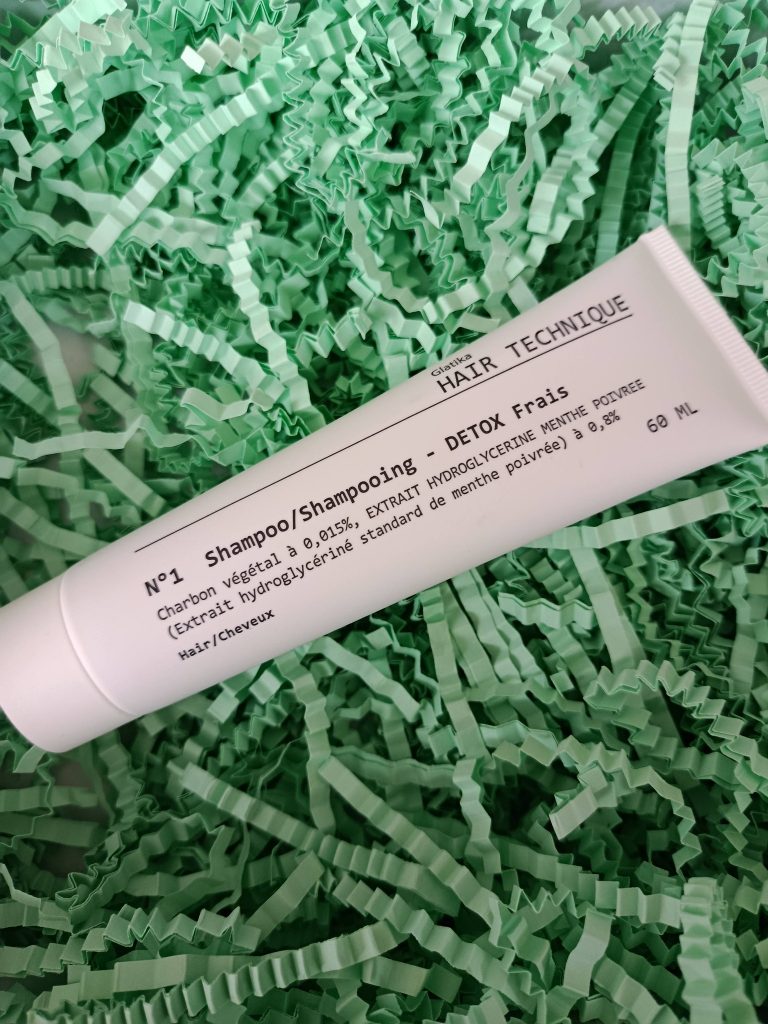 Glatika
HAIR TECHNIQUE
N°1 Shampoo/Shampooing - DETOX Frais
Charbon végétal à 0,015%, EXTRAIT HYDROGLYCERINE MENTHE POIVREE
(Extrait hydroglycériné standard de menthe poivrée) à 0,8%
Hair/Cheveux
60 ML